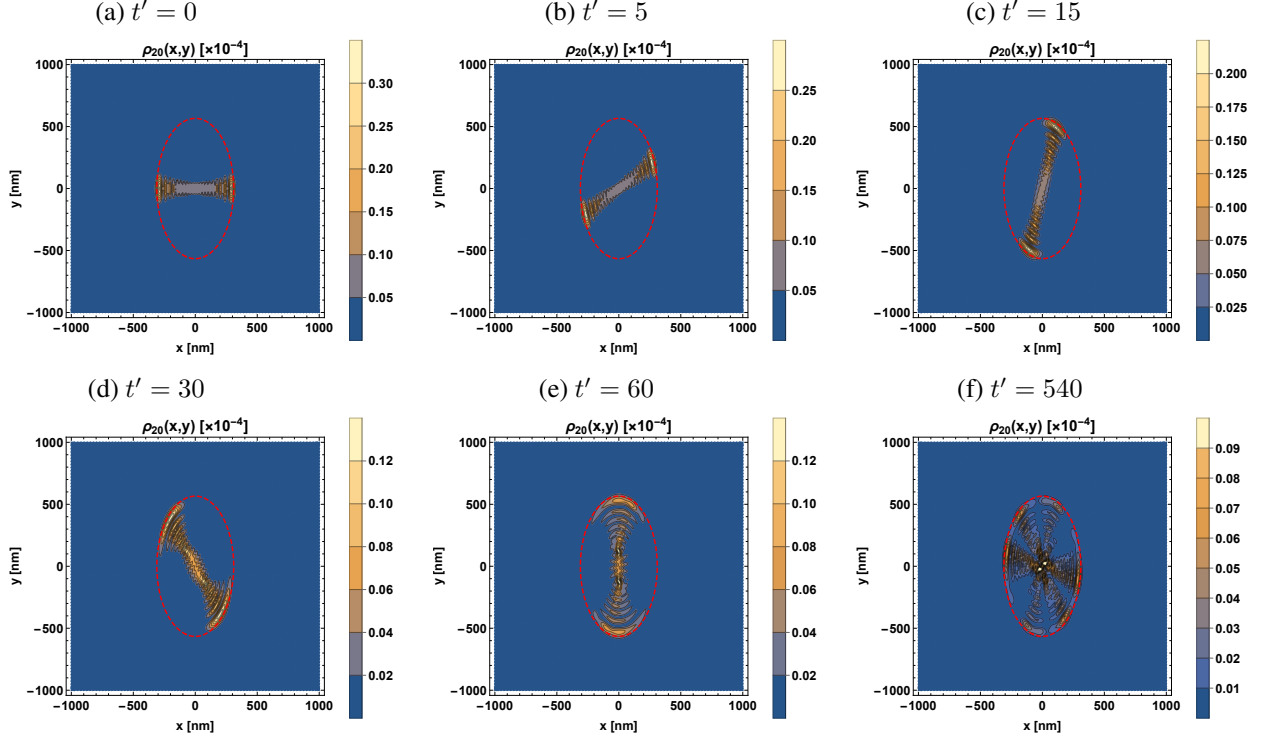 (a) t′ = 0
(b) t′ = 5
(c) t′ = 15
ρ20(x,y) [×10−4]
1000
500
0
−500
−1000
−1000 −500 0 500 1000
y [nm]
x [nm]
0.30
0.25
0.20
0.15
0.10
0.05
ρ20(x,y) [×10−4]
1000
500
0
−500
−1000
−1000 −500 0 500 1000
y [nm]
x [nm]
0.25
0.20
0.15
0.10
0.05
ρ20(x,y) [×10−4]
1000
500
0
−500
−1000
−1000 −500 0 500 1000
y [nm]
x [nm]
0.200
0.175
0.150
0.125
0.100
0.075
0.050
0.025
(d) t′ = 30
(e) t′ = 60
(f) t′ = 540
ρ20(x,y) [×10−4]
1000
500
0
−500
−1000
−1000 −500 0 500 1000
y [nm]
x [nm]
0.12
0.10
0.08
0.06
0.04
0.02
ρ20(x,y) [×10−4]
1000
500
0
−500
−1000
−1000 −500 0 500 1000
y [nm]
x [nm]
0.12
0.10
0.08
0.06
0.04
0.02
ρ20(x,y) [×10−4]
1000
500
0
−500
−1000
−1000 −500 0 500 1000
y [nm]
x [nm]
0.09
0.08
0.07
0.06
0.05
0.04
0.03
0.02
0.01